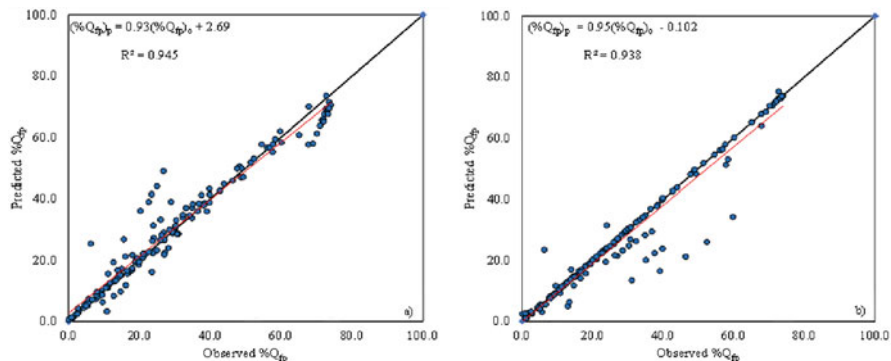 100.0
80.0
60.0
40.0
20.0
0.0
Predicted %Qfp
(%Qfp)p = 0.93(%Qfp)o + 2.69
R² = 0.945
a)
0.0 20.0 40.0 60.0 80.0 100.0
Observed %Qfp
100.0
80.0
60.0
40.0
20.0
0.0
Predicted %Qfp
(%Qfp)p = 0.95(%Qfp)o - 0.102
R² = 0.938
b)
0.0 20.0 40.0 60.0 80.0 100.0
Observed %Qfp